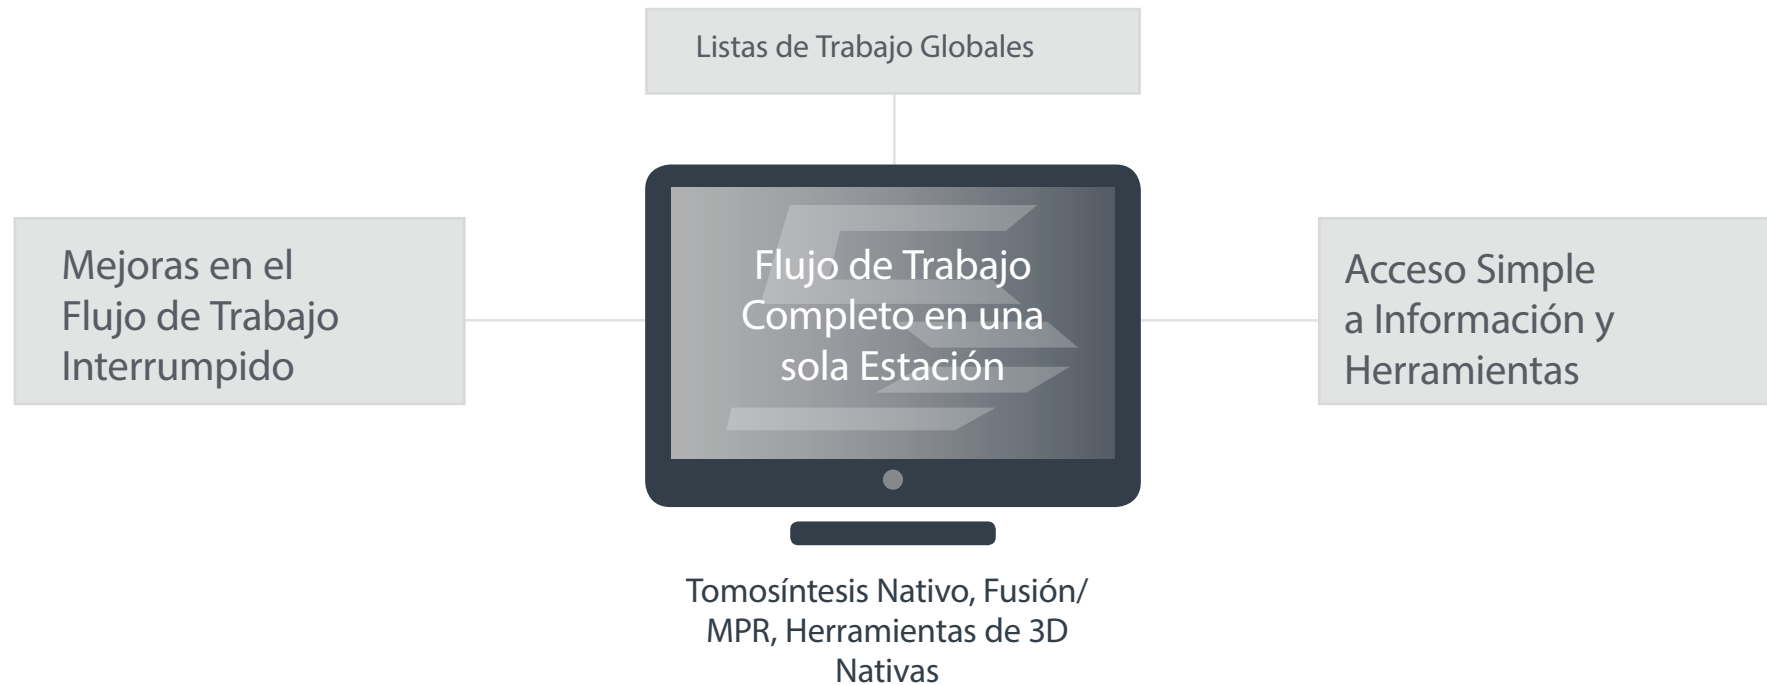 Listas de Trabajo Globales
Mejoras en el
Flujo de Trabajo
Interrumpido
Flujo de Trabajo
Completo en una
sola Estación
Acceso Simple
a Información y
Herramientas
Tomosíntesis Nativo, Fusión/
MPR, Herramientas de 3D
Nativas